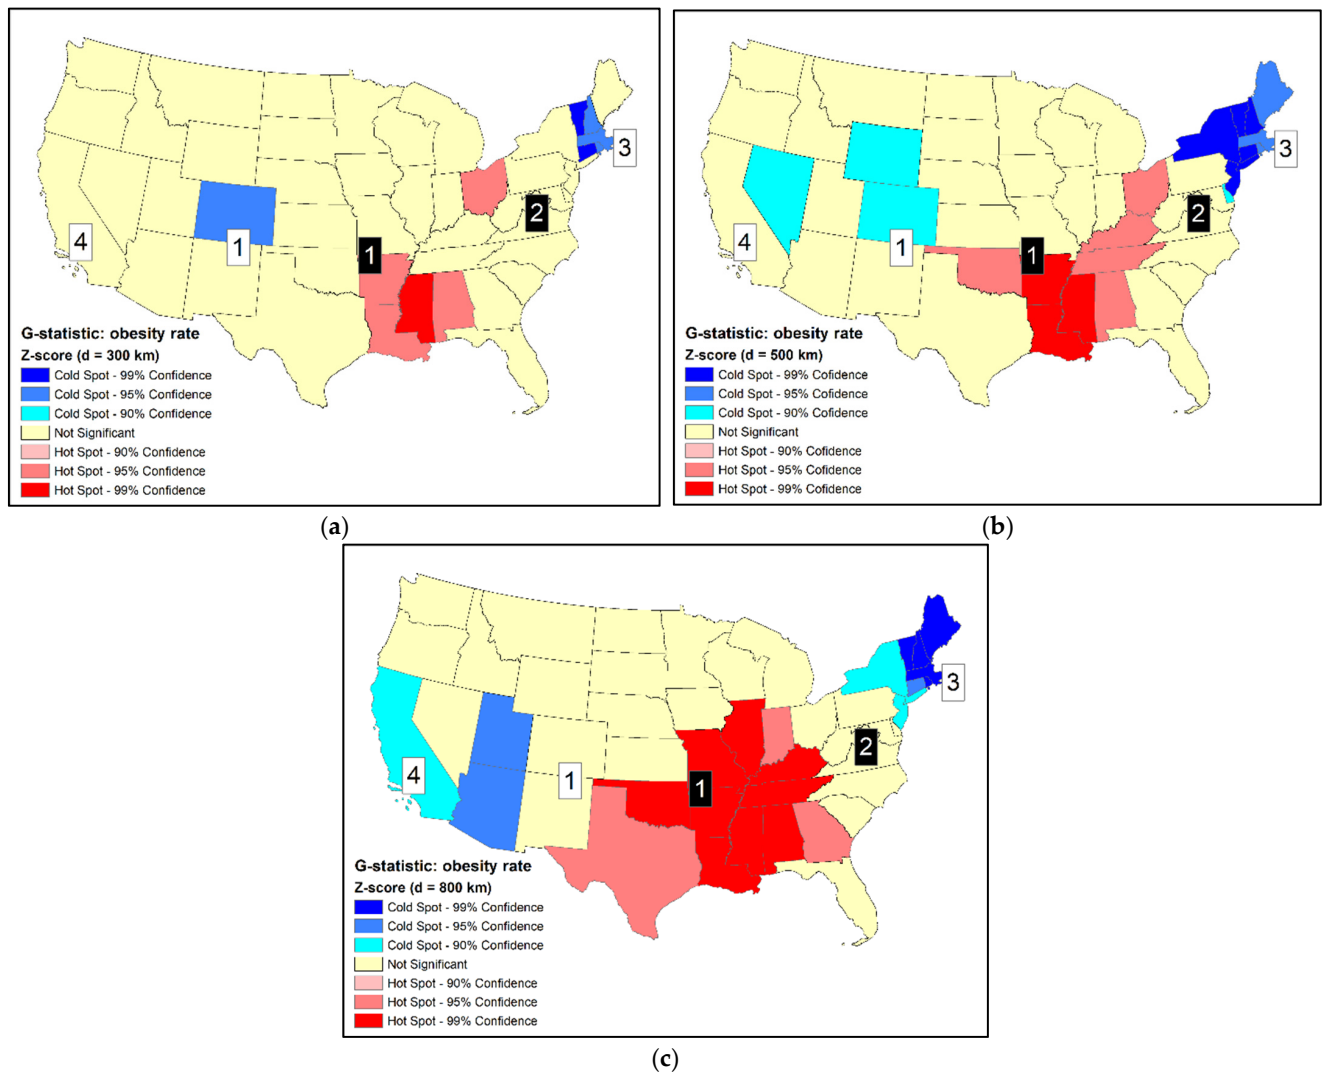 3
2
4
1
1
G-statistic: obesity rate
Z-score (d = 300 km)
Cold Spot - 99% Confidence
Cold Spot - 95% Confidence
Cold Spot - 90% Confidence
Not Significant
Hot Spot - 90% Confidence
Hot Spot - 95% Confidence
Hot Spot - 99% Confidence
(a)
3
2
4
1
1
G-statistic: obesity rate
Z-score (d = 500 km)
Cold Spot - 99% Cofidence
Cold Spot - 95% Cofidence
Cold Spot - 90% Cofidence
Not Significant
Hot Spot - 90% Cofidence
Hot Spot - 95% Cofidence
Hot Spot - 99% Cofidence
(b)
3
2
4
1
1
G-statistic: obesity rate
Z-score (d = 800 km)
Cold Spot - 99% Confidence
Cold Spot - 95% Confidence
Cold Spot - 90% Confidence
Not Significant
Hot Spot - 90% Confidence
Hot Spot - 95% Confidence
Hot Spot - 99% Confidence
(c)